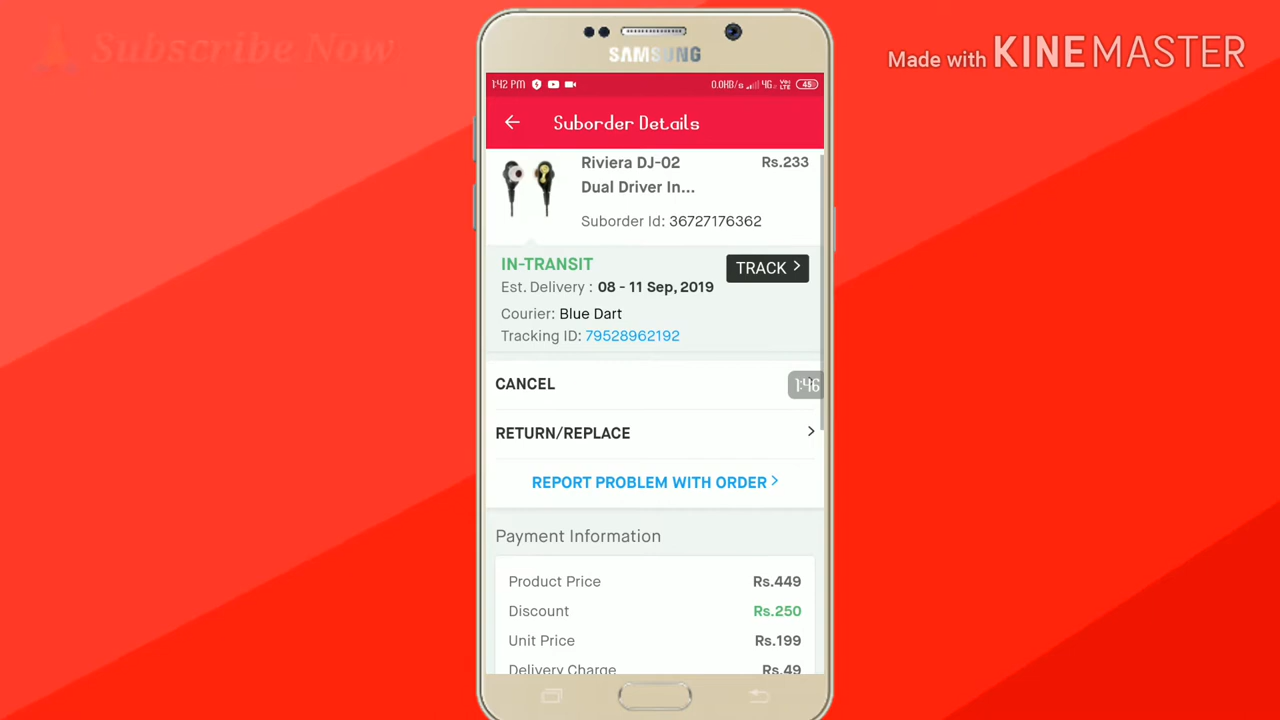 Subscribe Now
Made with KINEMASTER
SAMSUNG
1:42 PM 0.0KB/s 4G VoLTE 45
Suborder Details
Riviera DJ-02 Rs.233
Dual Driver In...
Suborder Id: 36727176362
IN-TRANSIT TRACK >
Est. Delivery : 08 - 11 Sep, 2019
Courier: Blue Dart
Tracking ID: 79528962192
CANCEL 1:46
RETURN/REPLACE >
REPORT PROBLEM WITH ORDER >
Payment Information
Product Price Rs.449
Discount Rs.250
Unit Price Rs.199
Delivery Charge Rs.49